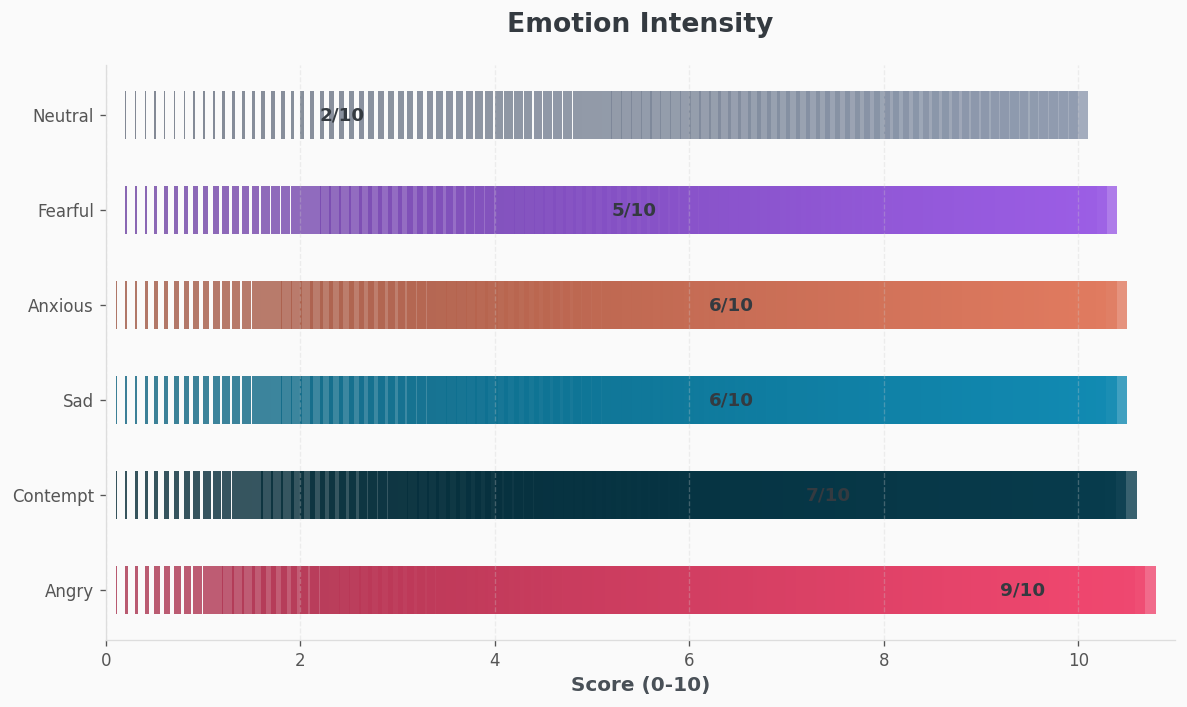 Emotion Intensity
Neutral
2/10
Fearful
5/10
Anxious
6/10
Sad
6/10
Contempt
7/10
Angry
9/10
0 2 4 6 8 10
Score (0-10)